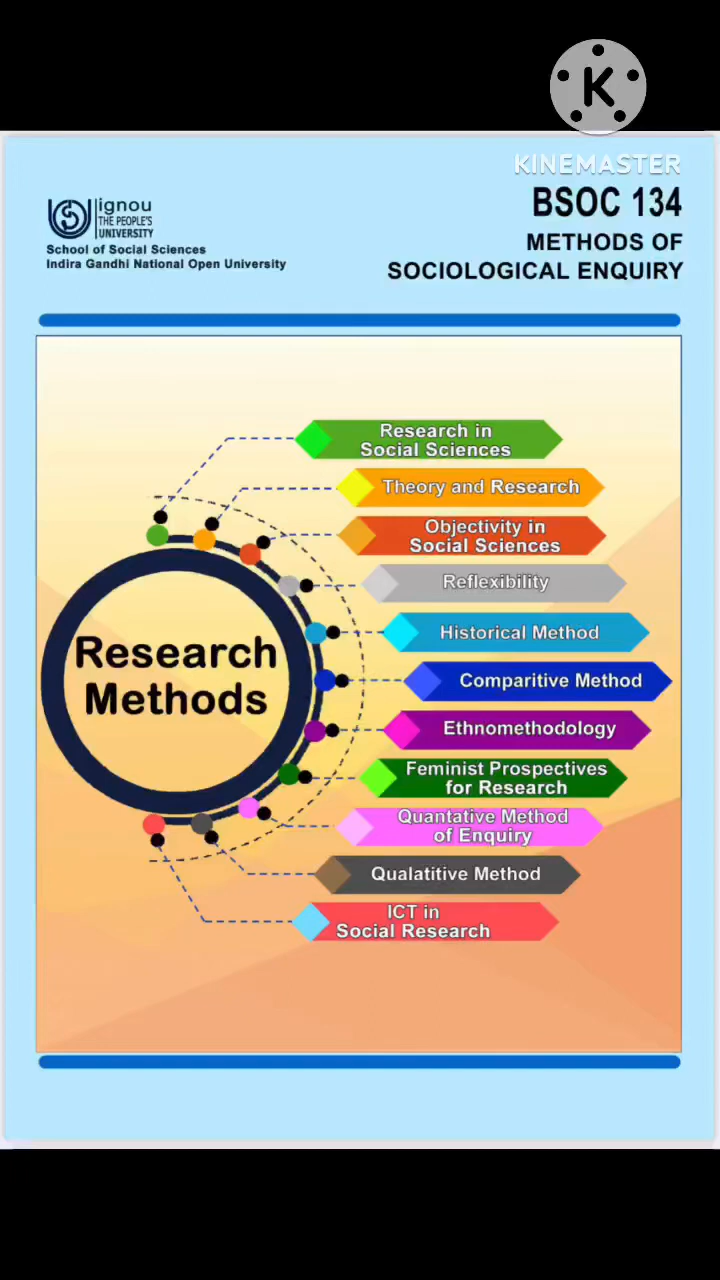 K
KINEMASTER
ignou
THE PEOPLE'S
UNIVERSITY
School of Social Sciences
Indira Gandhi National Open University
BSOC 134
METHODS OF
SOCIOLOGICAL ENQUIRY
Research
Methods
Research in
Social Sciences
Theory and Research
Objectivity in
Social Sciences
Reflexibility
Historical Method
Comparitive Method
Ethnomethodology
Feminist Prospectives
for Research
Quantative Method
of Enquiry
Qualatitive Method
ICT in
Social Research